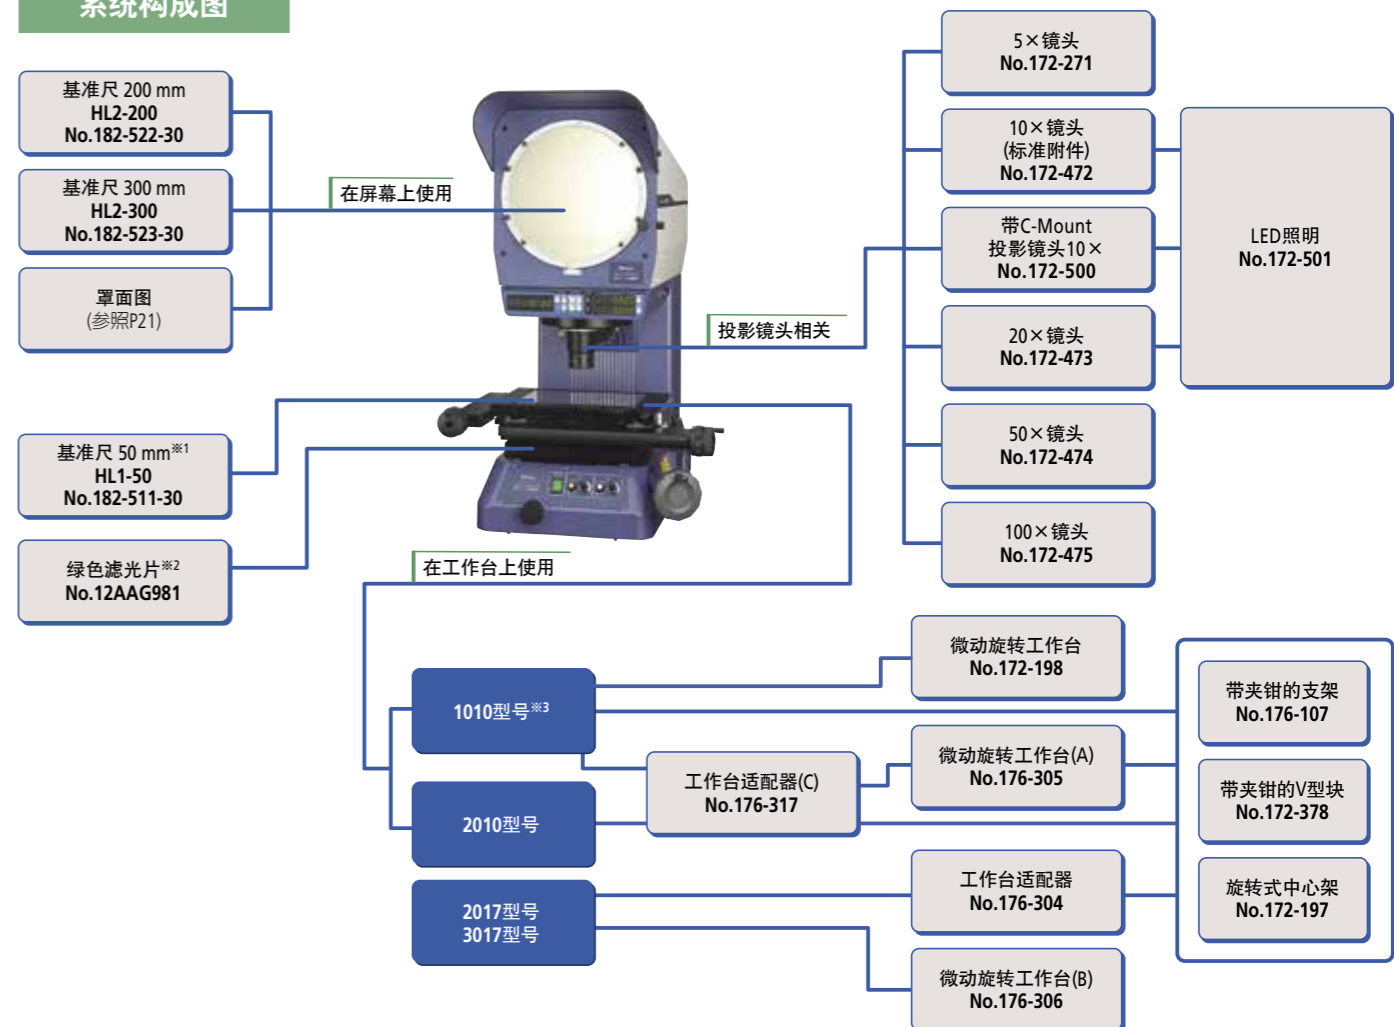 系统构成图
基准尺 200 mm
HL2-200
No.182-522-30
基准尺 300 mm
HL2-300
No.182-523-30
罩面图
(参照P21)
在屏幕上使用
基准尺 50 mm※1
HL1-50
No.182-511-30
绿色滤光片※2
No.12AAG981
投影镜头相关
5×镜头
No.172-271
10×镜头
(标准附件)
No.172-472
带C-Mount
投影镜头10×
No.172-500
20×镜头
No.172-473
50×镜头
No.172-474
100×镜头
No.172-475
LED照明
No.172-501
在工作台上使用
1010型号※3
2010型号
2017型号
3017型号
工作台适配器(C)
No.176-317
微动旋转工作台
No.172-198
微动旋转工作台(A)
No.176-305
工作台适配器
No.176-304
微动旋转工作台(B)
No.176-306
带夹钳的支架
No.176-107
带夹钳的V型块
No.172-378
旋转式中心架
No.172-197